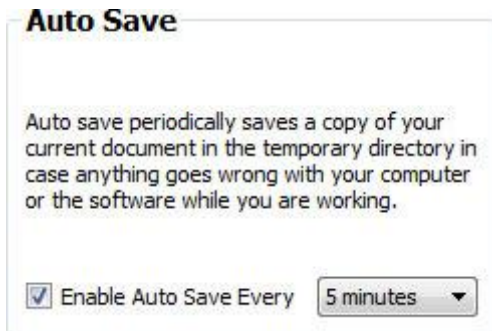 Auto Save
Auto save periodically saves a copy of your
current document in the temporary directory in
case anything goes wrong with your computer
or the software while you are working.
Enable Auto Save Every 5 minutes